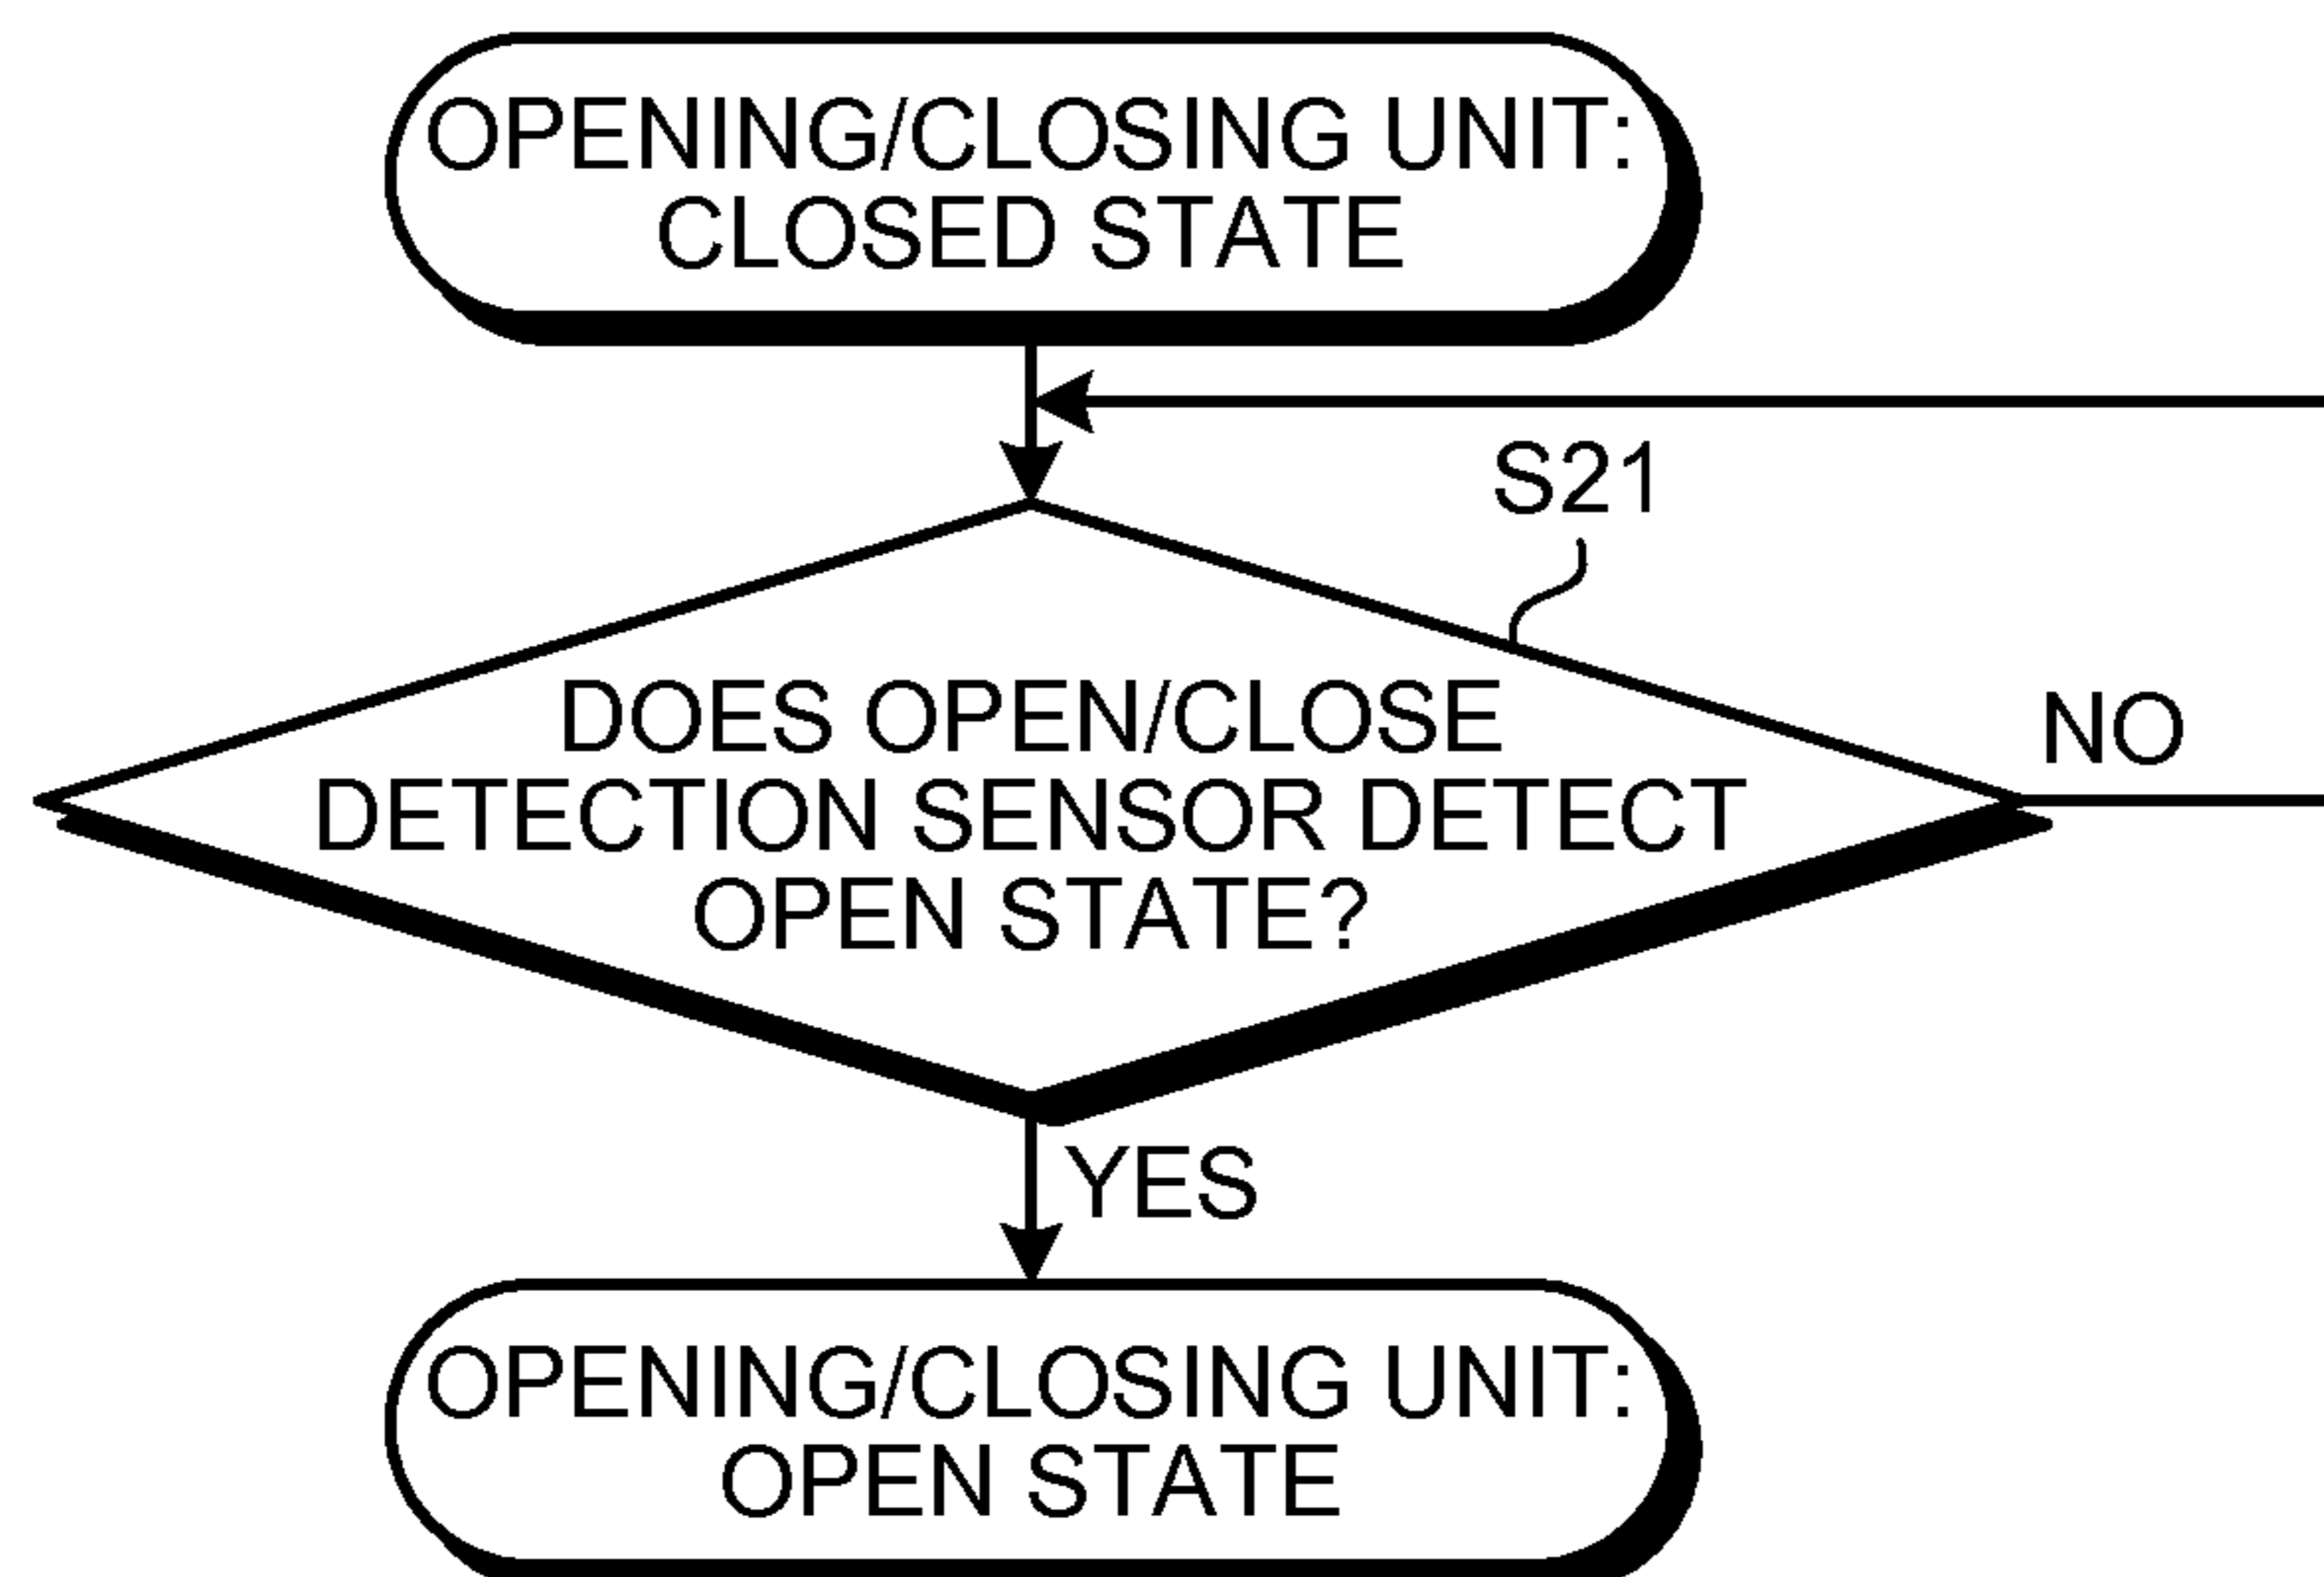 OPENING/CLOSING UNIT:
CLOSED STATE
S21
DOES OPEN/CLOSE
DETECTION SENSOR DETECT
OPEN STATE?
NO
YES
OPENING/CLOSING UNIT:
OPEN STATE